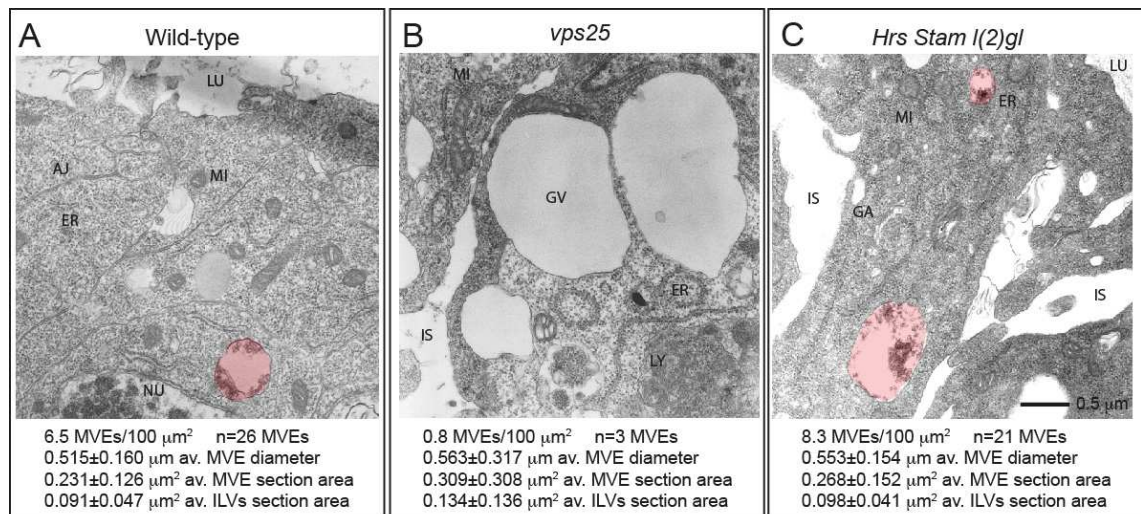 A
Wild-type
LU
AJ
MI
ER
NU
6.5 MVEs/100 μm² n=26 MVEs
0.515±0.160 μm av. MVE diameter
0.231±0.126 μm² av. MVE section area
0.091±0.047 μm² av. ILVs section area
B
vps25
MI
GV
ER
IS
LY
0.8 MVEs/100 μm² n=3 MVEs
0.563±0.317 μm av. MVE diameter
0.309±0.308 μm² av. MVE section area
0.134±0.136 μm² av. ILVs section area
C
Hrs Stam l(2)gl
LU
ER
MI
IS
GA
IS
0.5 μm
8.3 MVEs/100 μm² n=21 MVEs
0.553±0.154 μm av. MVE diameter
0.268±0.152 μm² av. MVE section area
0.098±0.041 μm² av. ILVs section area